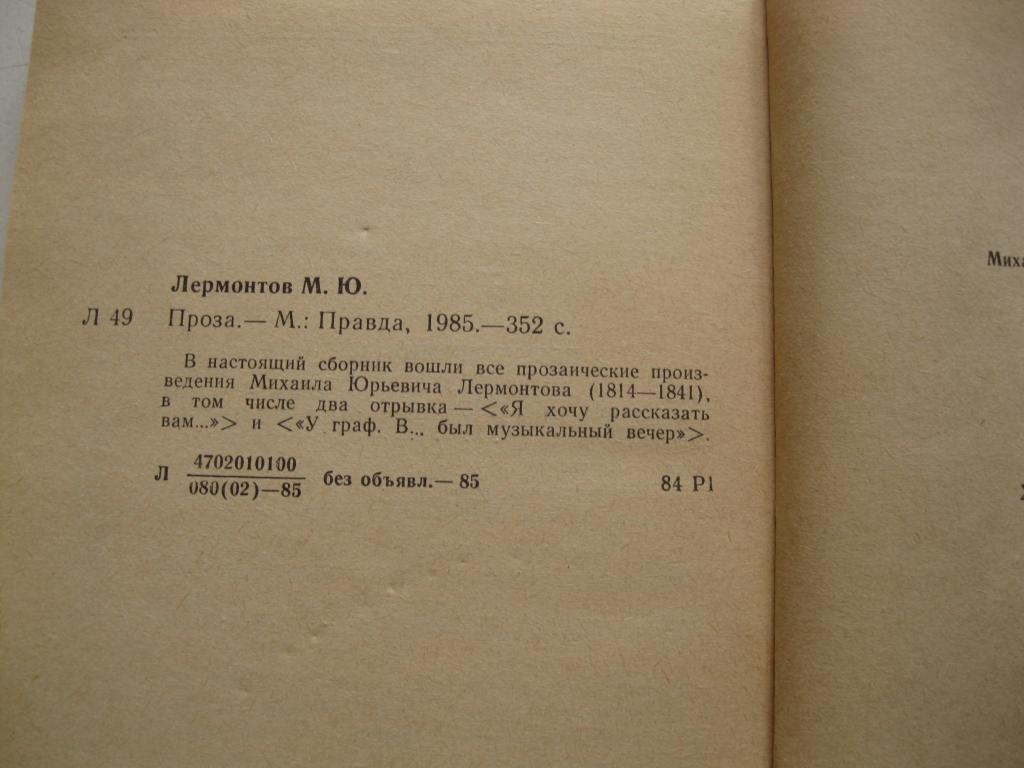 Лермонтов М. Ю.
Л 49 Проза.— М.: Правда, 1985.—352 с.
В настоящий сборник вошли все прозаические произ-
ведения Михаила Юрьевича Лермонтова (1814—1841),
в том числе два отрывка — <«Я хочу рассказать
вам...»> и <«У граф. В... был музыкальный вечер»>.
Л 4702010100
080(02)—85 без объявл.— 85 84 Р1
Миха